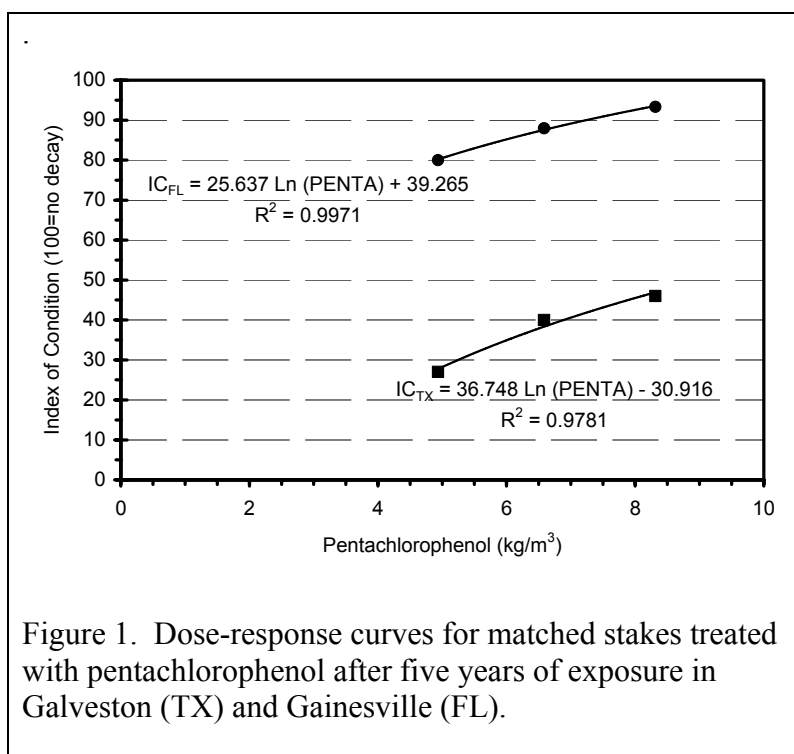 .
100
90
80
70
60
50
40
30
20
10
0
Index of Condition (100=no decay)
IC_FL = 25.637 Ln (PENTA) + 39.265
R² = 0.9971
IC_TX = 36.748 Ln (PENTA) - 30.916
R² = 0.9781
0 2 4 6 8 10
Pentachlorophenol (kg/m³)
Figure 1. Dose-response curves for matched stakes treated
with pentachlorophenol after five years of exposure in
Galveston (TX) and Gainesville (FL).